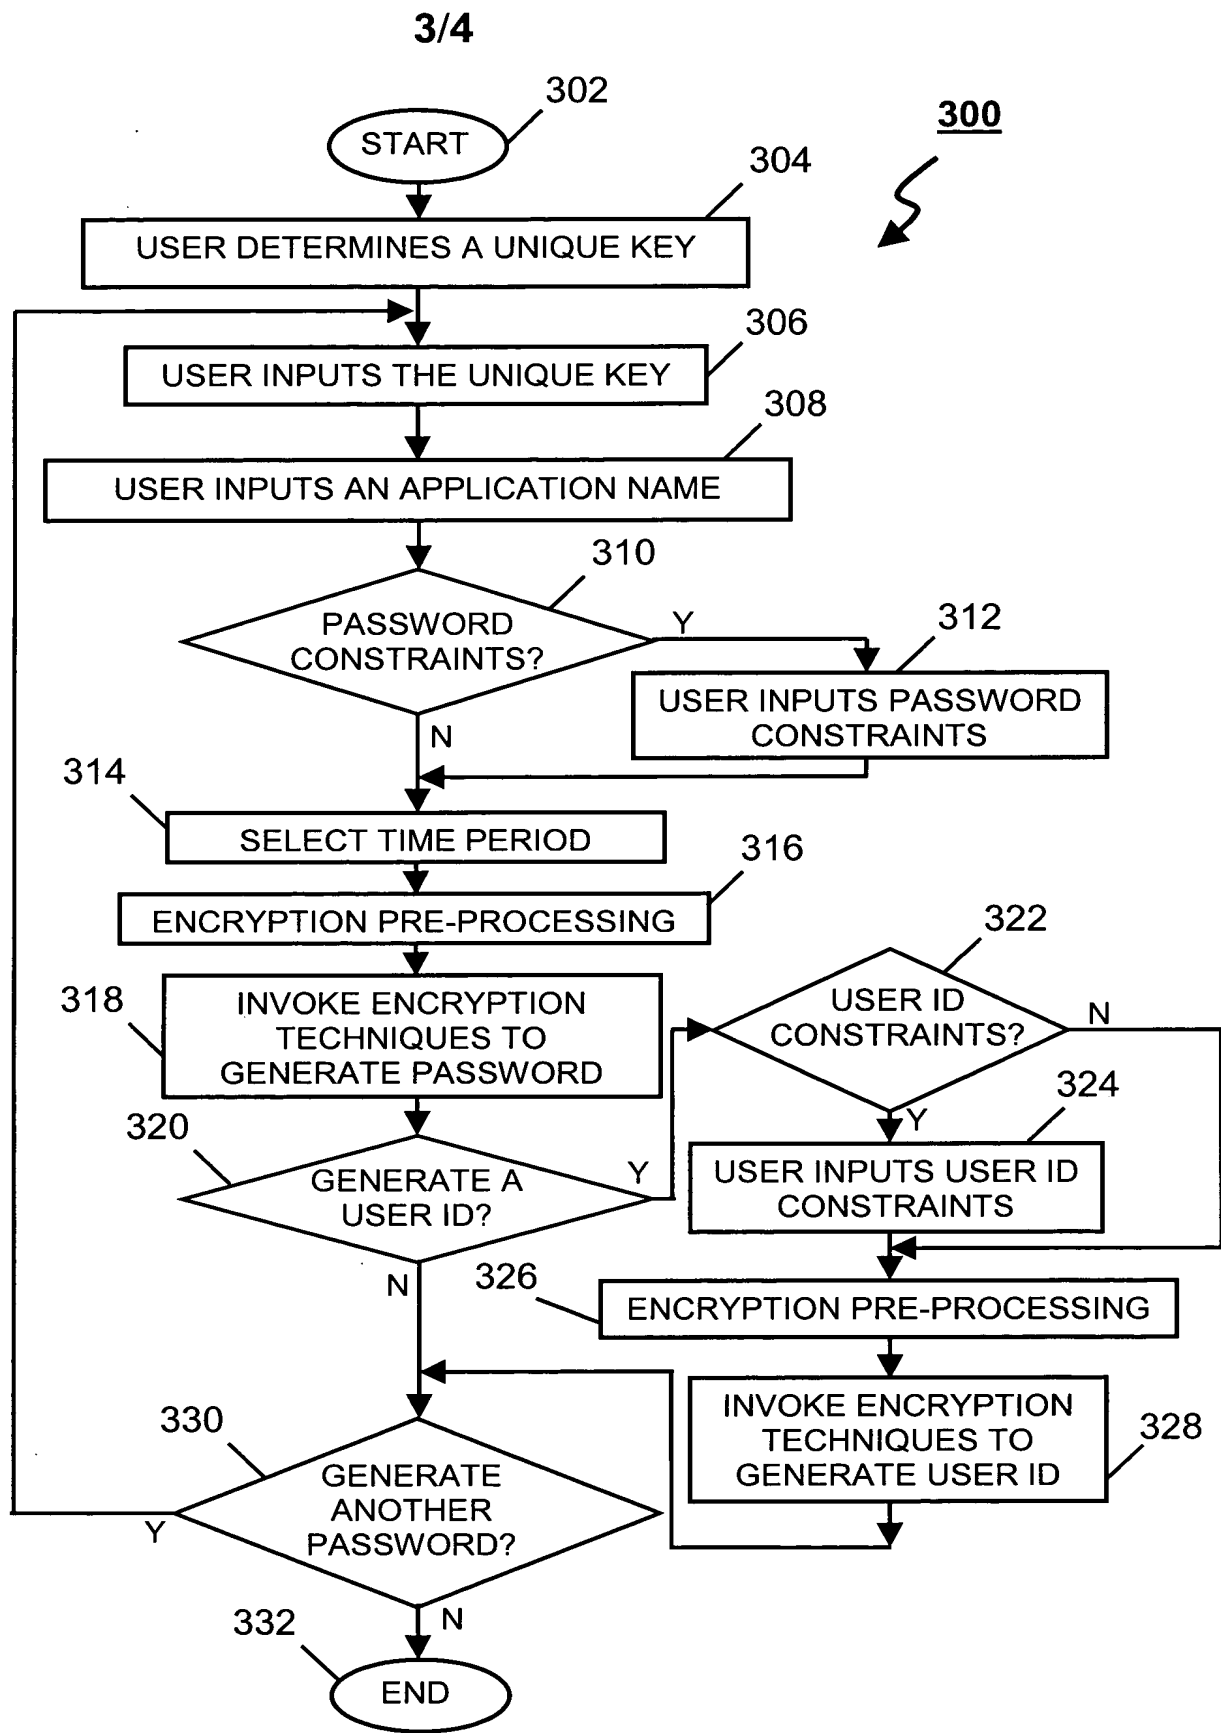 3/4
302
300
START
304
USER DETERMINES A UNIQUE KEY
306
USER INPUTS THE UNIQUE KEY
308
USER INPUTS AN APPLICATION NAME
310
PASSWORD
CONSTRAINTS?
Y
312
USER INPUTS PASSWORD
CONSTRAINTS
N
314
SELECT TIME PERIOD
316
ENCRYPTION PRE-PROCESSING
318
INVOKE ENCRYPTION
TECHNIQUES TO
GENERATE PASSWORD
322
USER ID
CONSTRAINTS?
N
Y
324
USER INPUTS USER ID
CONSTRAINTS
320
GENERATE A
USER ID?
Y
N
326
ENCRYPTION PRE-PROCESSING
INVOKE ENCRYPTION
TECHNIQUES TO
GENERATE USER ID
328
330
GENERATE
ANOTHER
PASSWORD?
Y
N
332
END